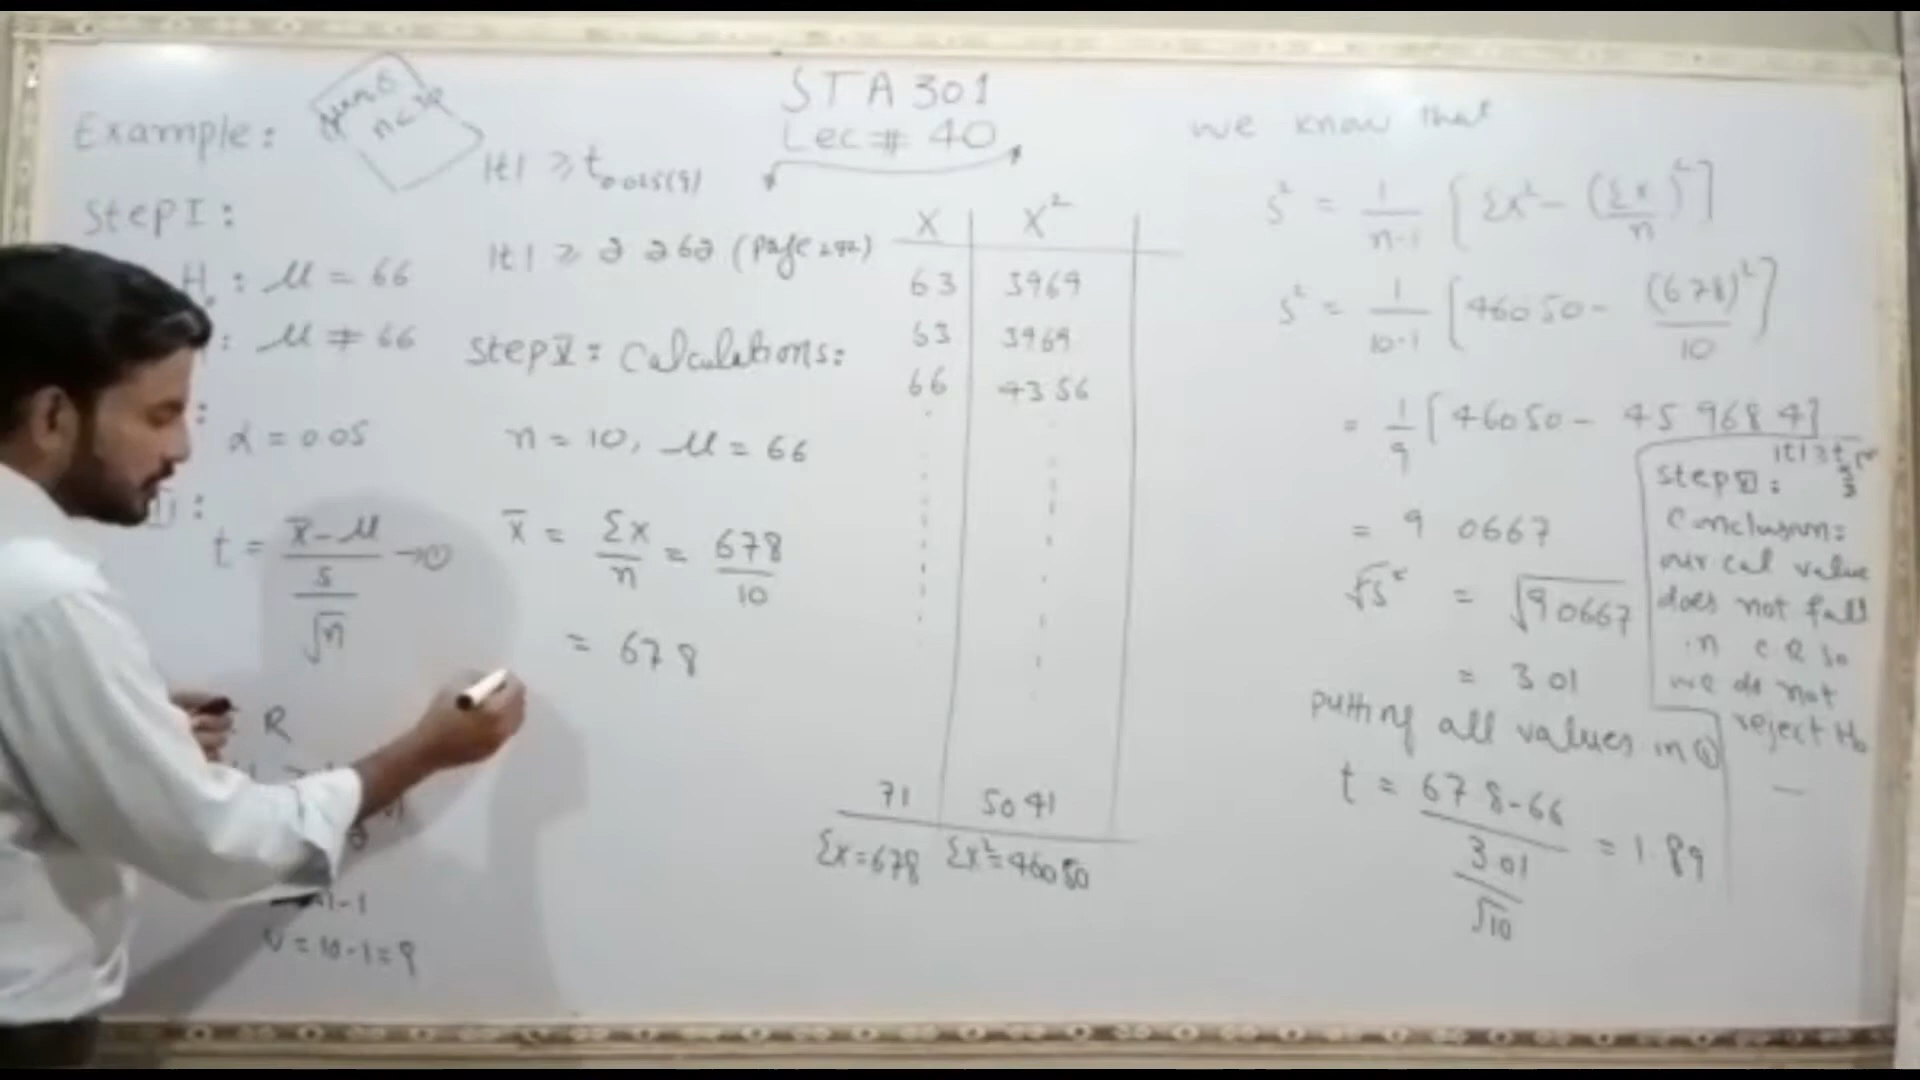 STA 301
Lec # 40
Example:
n<30
Step I:
H₀: μ = 66
: μ ≠ 66
:
α = 0.05
:
t = (x̄ - μ) / (s / √n) → ①
R
n-1
v = 10-1 = 9
|t| ≥ t₀.₀₂₅(9)
|t| ≥ 2.262 (Page 292)
Step V: Calculations:
n = 10, μ = 66
x̄ = Σx / n = 678 / 10
= 67.8
X X²
63 3969
63 3969
66 4356
71 5041
Σx = 678 Σx² = 46050
we know that
s² = 1/(n-1) [Σx² - (Σx/n)²]
s² = 1/(10-1) [46050 - (678)²/10]
= 1/9 [46050 - 45968.4]
= 9.0667
√s² = √9.0667
= 3.01
putting all values in ①
t = (67.8-66) / (3.01 / √10) = 1.89
Step VI:
Conclusion:
our cal value
does not fall
in C R so
we do not
reject H₀